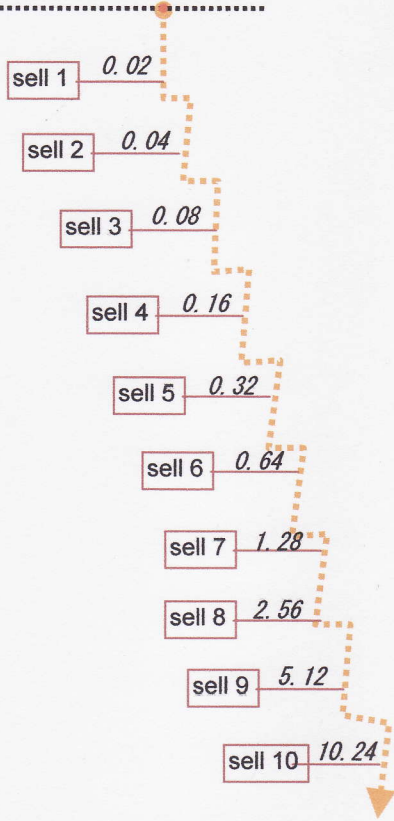 sell 1 0.02
sell 2 0.04
sell 3 0.08
sell 4 0.16
sell 5 0.32
sell 6 0.64
sell 7 1.28
sell 8 2.56
sell 9 5.12
sell 10 10.24